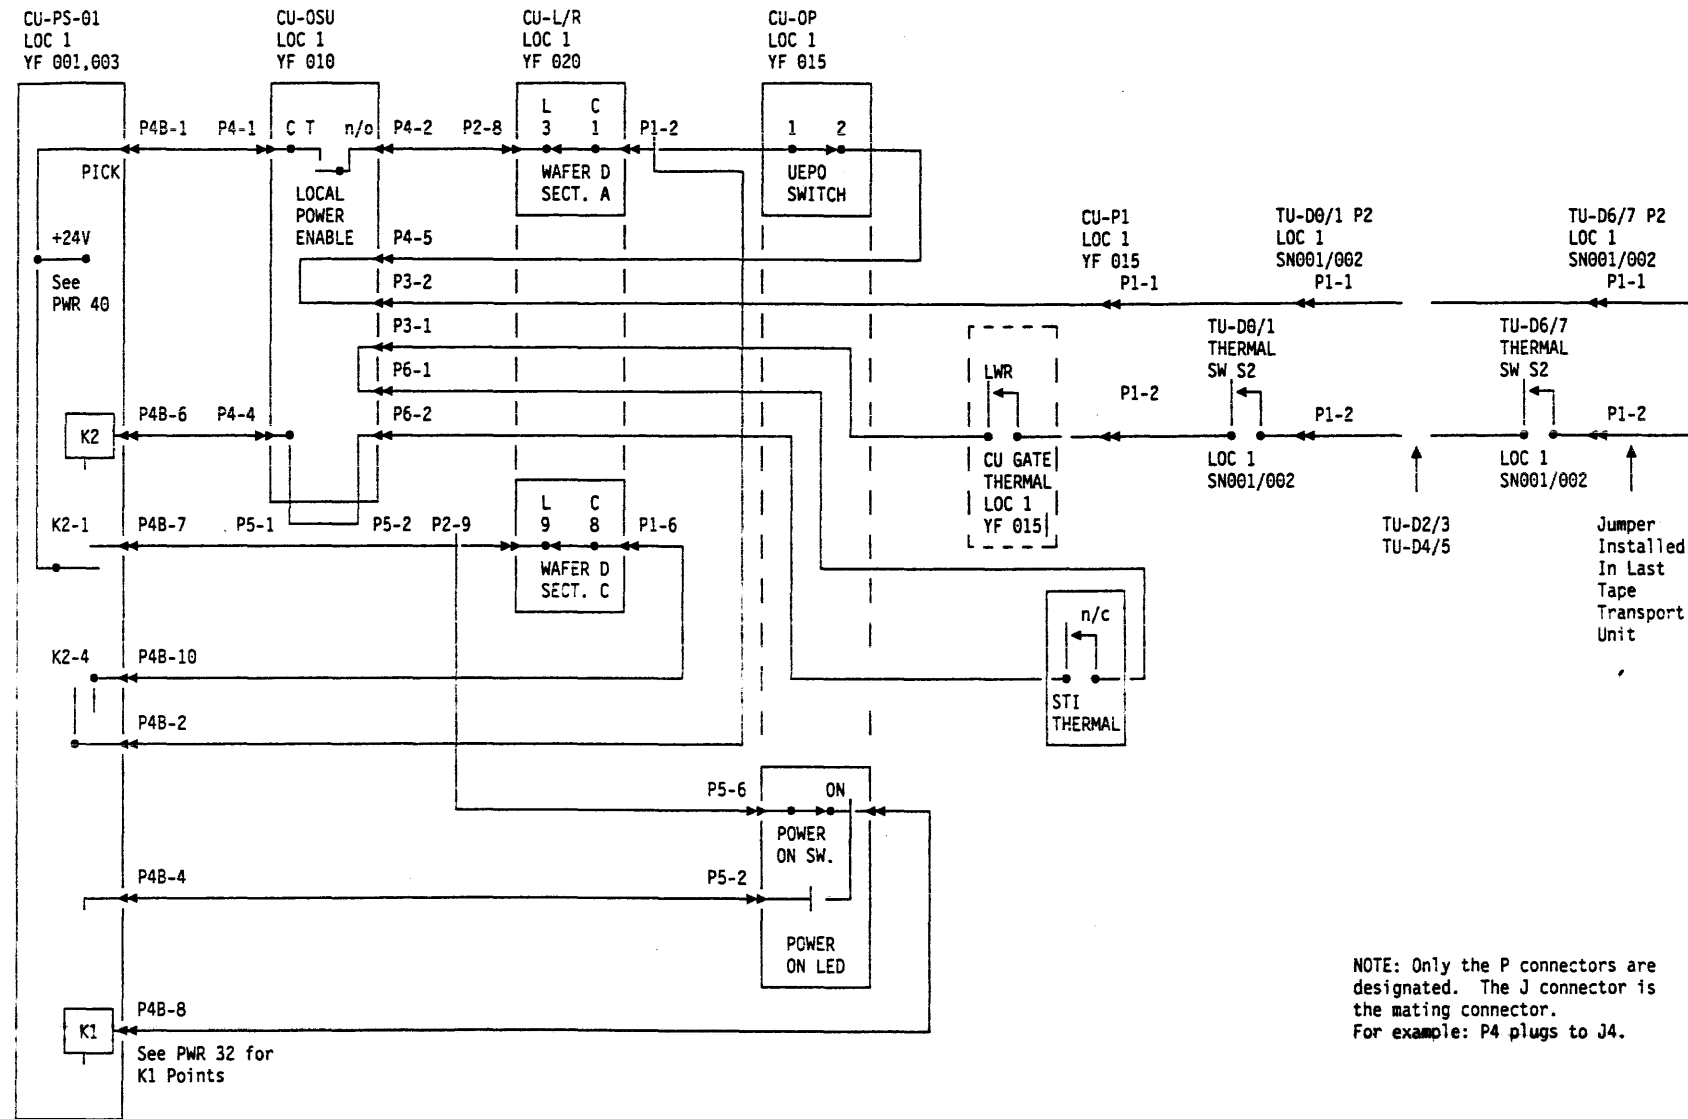 CU-PS-01
LOC 1
YF 001,003
CU-OSU
LOC 1
YF 010
CU-L/R
LOC 1
YF 020
CU-OP
LOC 1
YF 015
P4B-1
P4-1
C T
n/o
P4-2
P2-8
L
3
C
1
P1-2
1
2
PICK
LOCAL
POWER
ENABLE
WAFER D
SECT. A
UEPO
SWITCH
+24V
See
PWR 40
P4-5
P3-2
P3-1
P6-1
P6-2
CU-P1
LOC 1
YF 015
P1-1
TU-D0/1 P2
LOC 1
SN001/002
P1-1
TU-D6/7 P2
LOC 1
SN001/002
P1-1
TU-D0/1
THERMAL
SW S2
TU-D6/7
THERMAL
SW S2
LWR
P1-2
P1-2
P1-2
K2
P4B-6
P4-4
CU GATE
THERMAL
LOC 1
YF 015
LOC 1
SN001/002
LOC 1
SN001/002
TU-D2/3
TU-D4/5
Jumper
Installed
In Last
Tape
Transport
Unit
K2-1
P4B-7
P5-1
P5-2
P2-9
L
9
C
8
P1-6
WAFER D
SECT. C
n/c
STI
THERMAL
K2-4
P4B-10
P4B-2
P5-6
ON
POWER
ON SW.
P4B-4
P5-2
POWER
ON LED
K1
P4B-8
See PWR 32 for
K1 Points
NOTE: Only the P connectors are
designated. The J connector is
the mating connector.
For example: P4 plugs to J4.